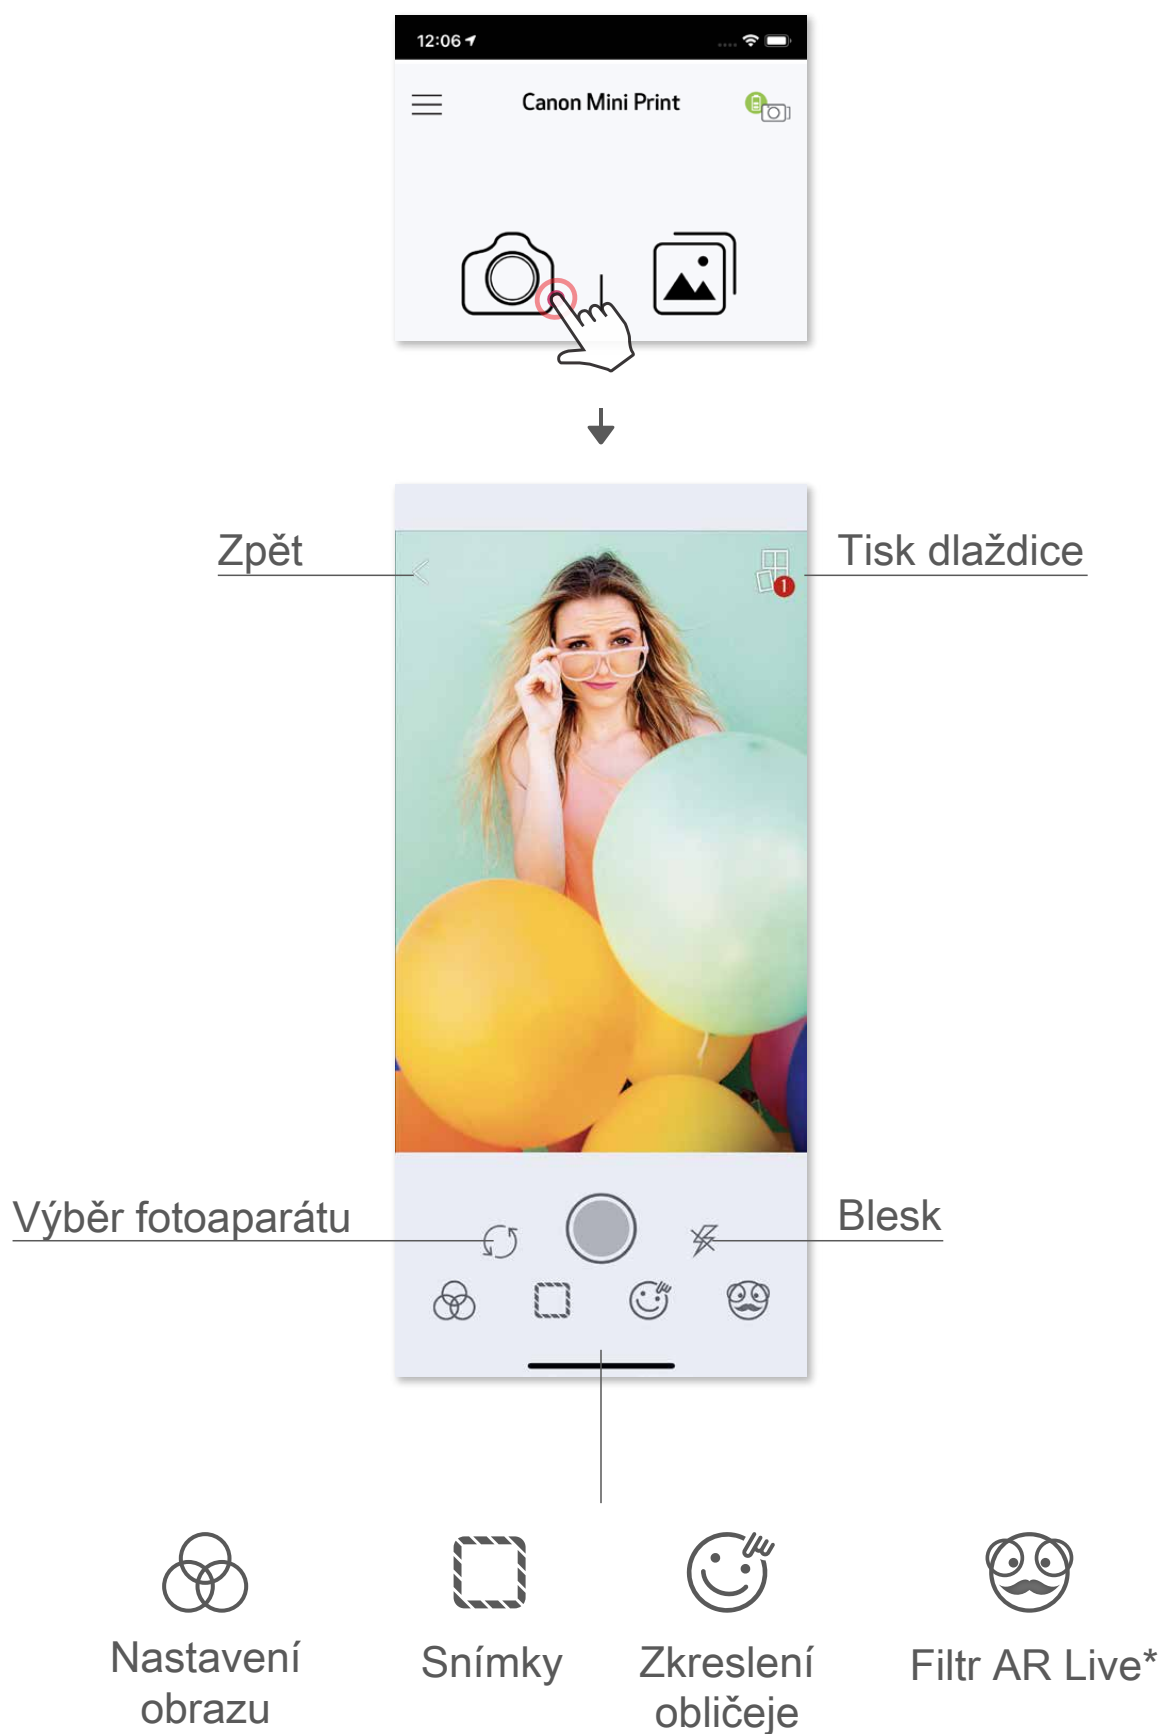 12:06
Canon Mini Print
Zpět
Tisk dlaždice
1
Výběr fotoaparátu
Blesk
Nastavení
obrazu
Snímky
Zkreslení
obličeje
Filtr AR Live*